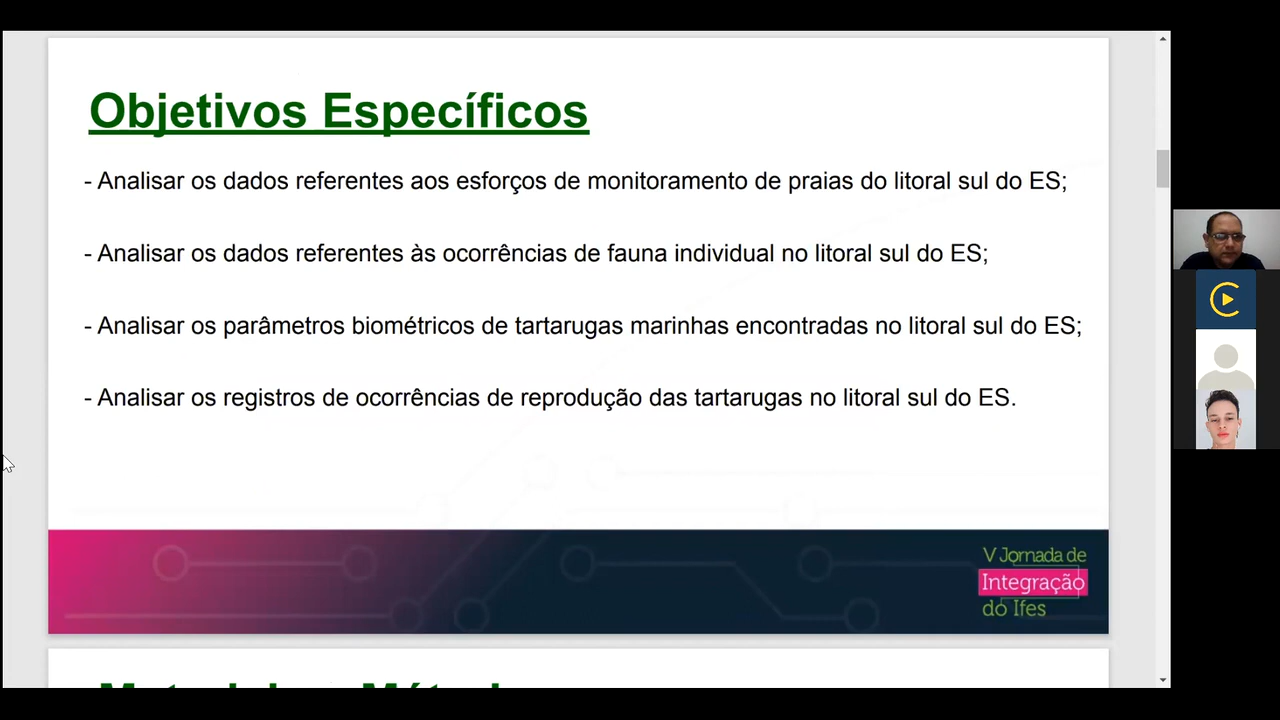 Objetivos Específicos
- Analisar os dados referentes aos esforços de monitoramento de praias do litoral sul do ES;
- Analisar os dados referentes às ocorrências de fauna individual no litoral sul do ES;
- Analisar os parâmetros biométricos de tartarugas marinhas encontradas no litoral sul do ES;
- Analisar os registros de ocorrências de reprodução das tartarugas no litoral sul do ES.
V Jornada de
Integração
do Ifes